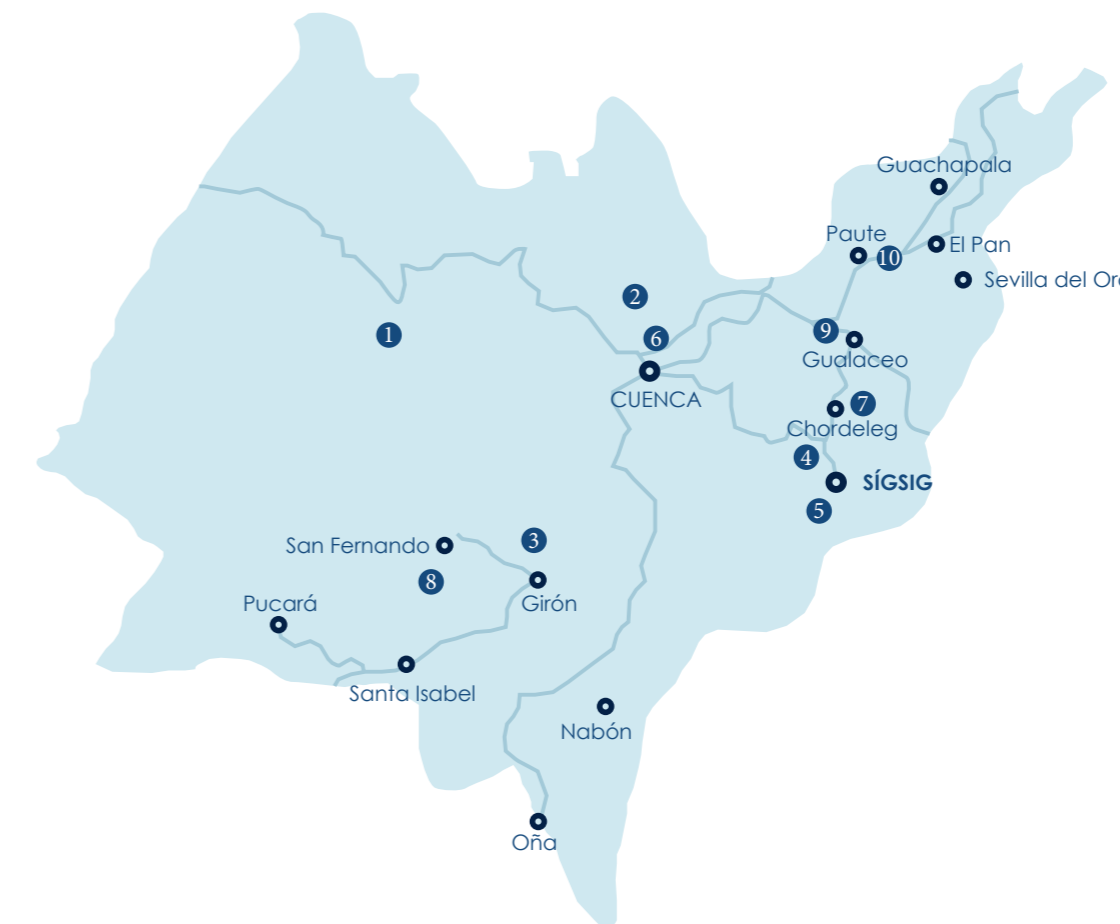 Guachapala
Paute
10
El Pan
Sevilla del Oro
2
1
6
9
Gualaceo
CUENCA
7
Chordeleg
4
SÍGSIG
5
3
San Fernando
8
Girón
Pucará
Santa Isabel
Nabón
Oña